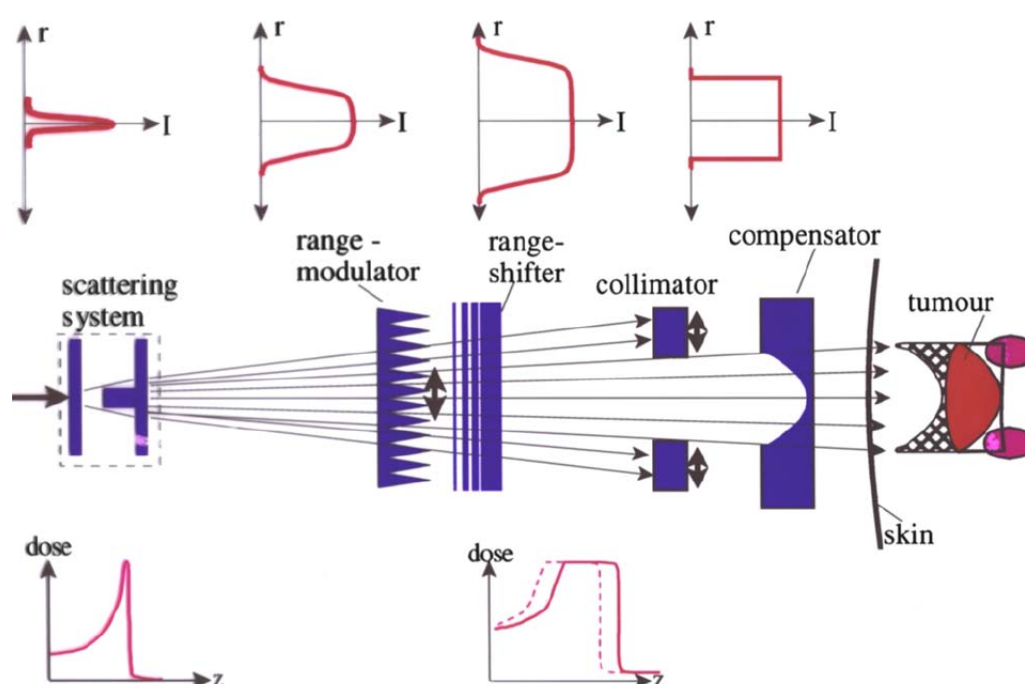 r
r
r
r
I
I
I
I
range -
modulator
range-
shifter
compensator
scattering
system
collimator
tumour
skin
dose
z
dose
z